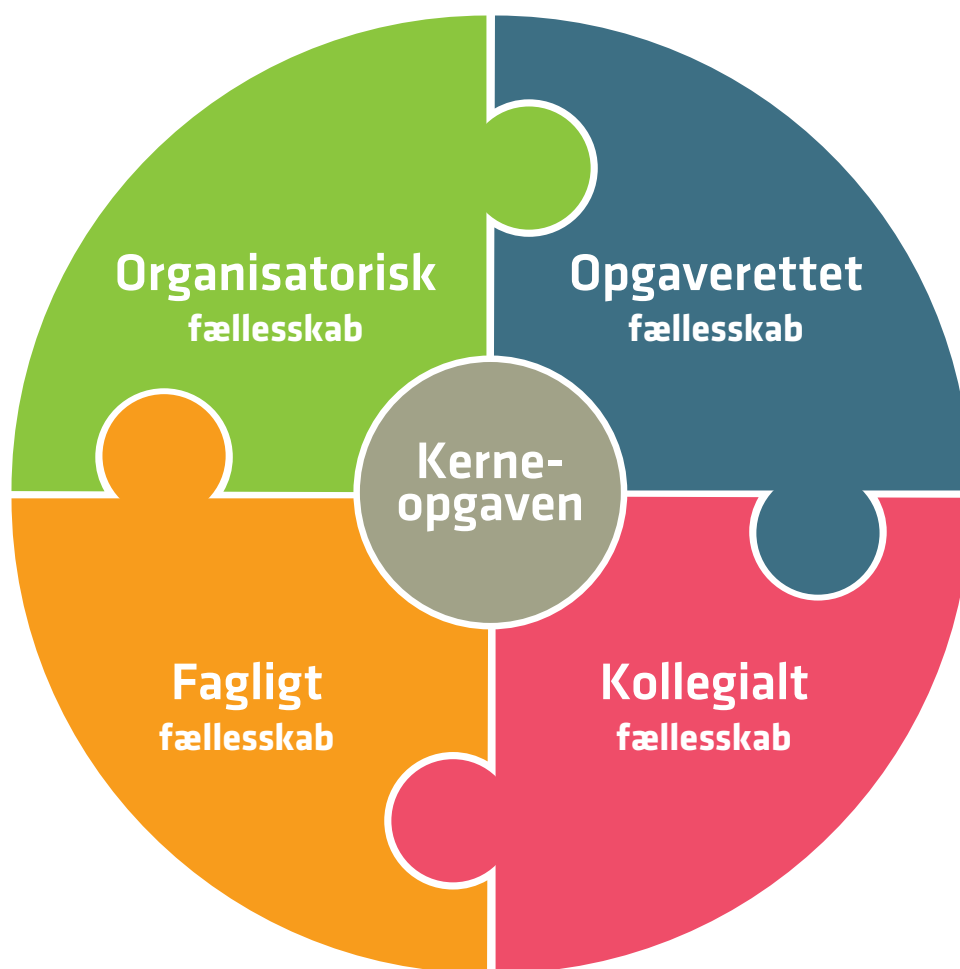 Organisatorisk
fællesskab
Opgaverettet
fællesskab
Kerne-
opgaven
Fagligt
fællesskab
Kollegialt
fællesskab